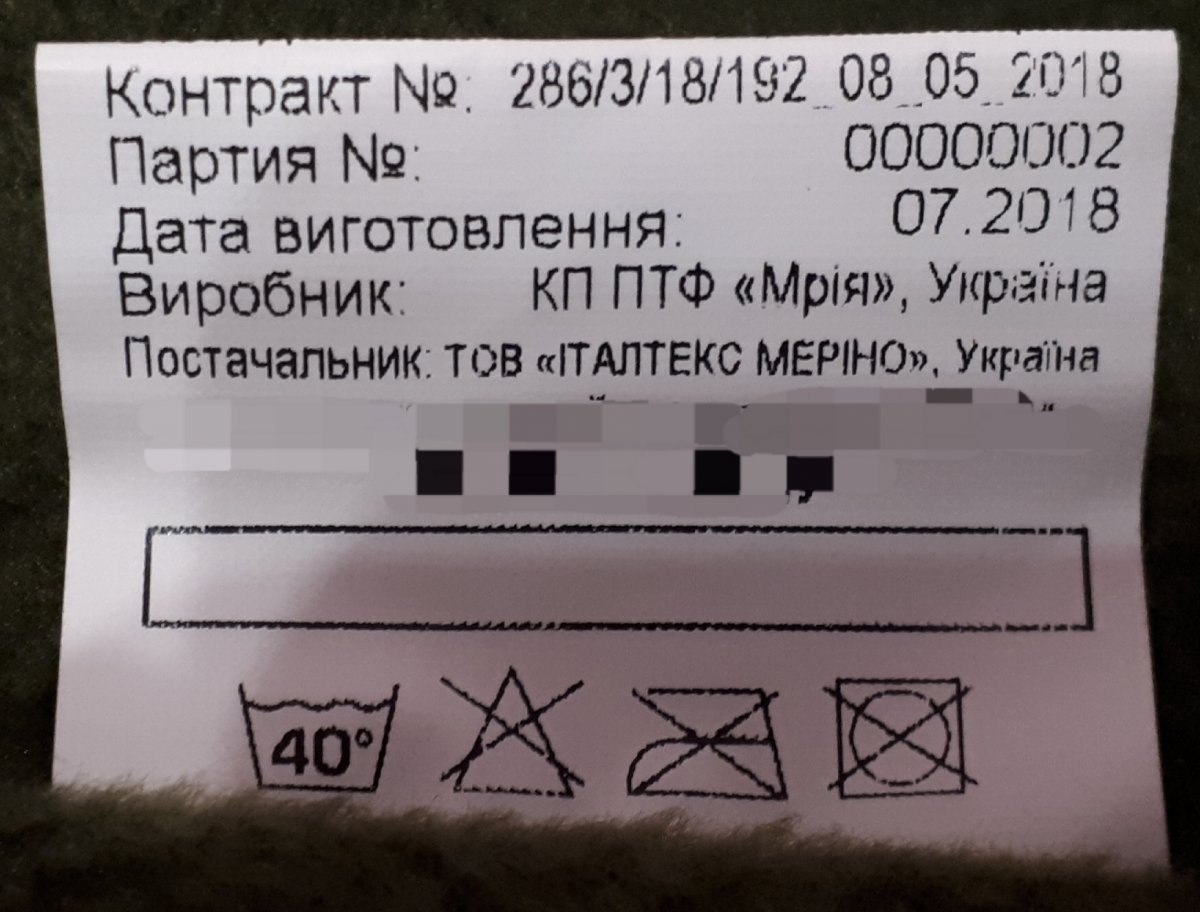 Контракт №: 286/3/18/192_08_05_2018
Партия №: 00000002
Дата виготовлення: 07.2018
Виробник: КП ПТФ «Мрія», Україна
Постачальник: ТОВ «ІТАЛТЕКС МЕРІНО», Україна
40°